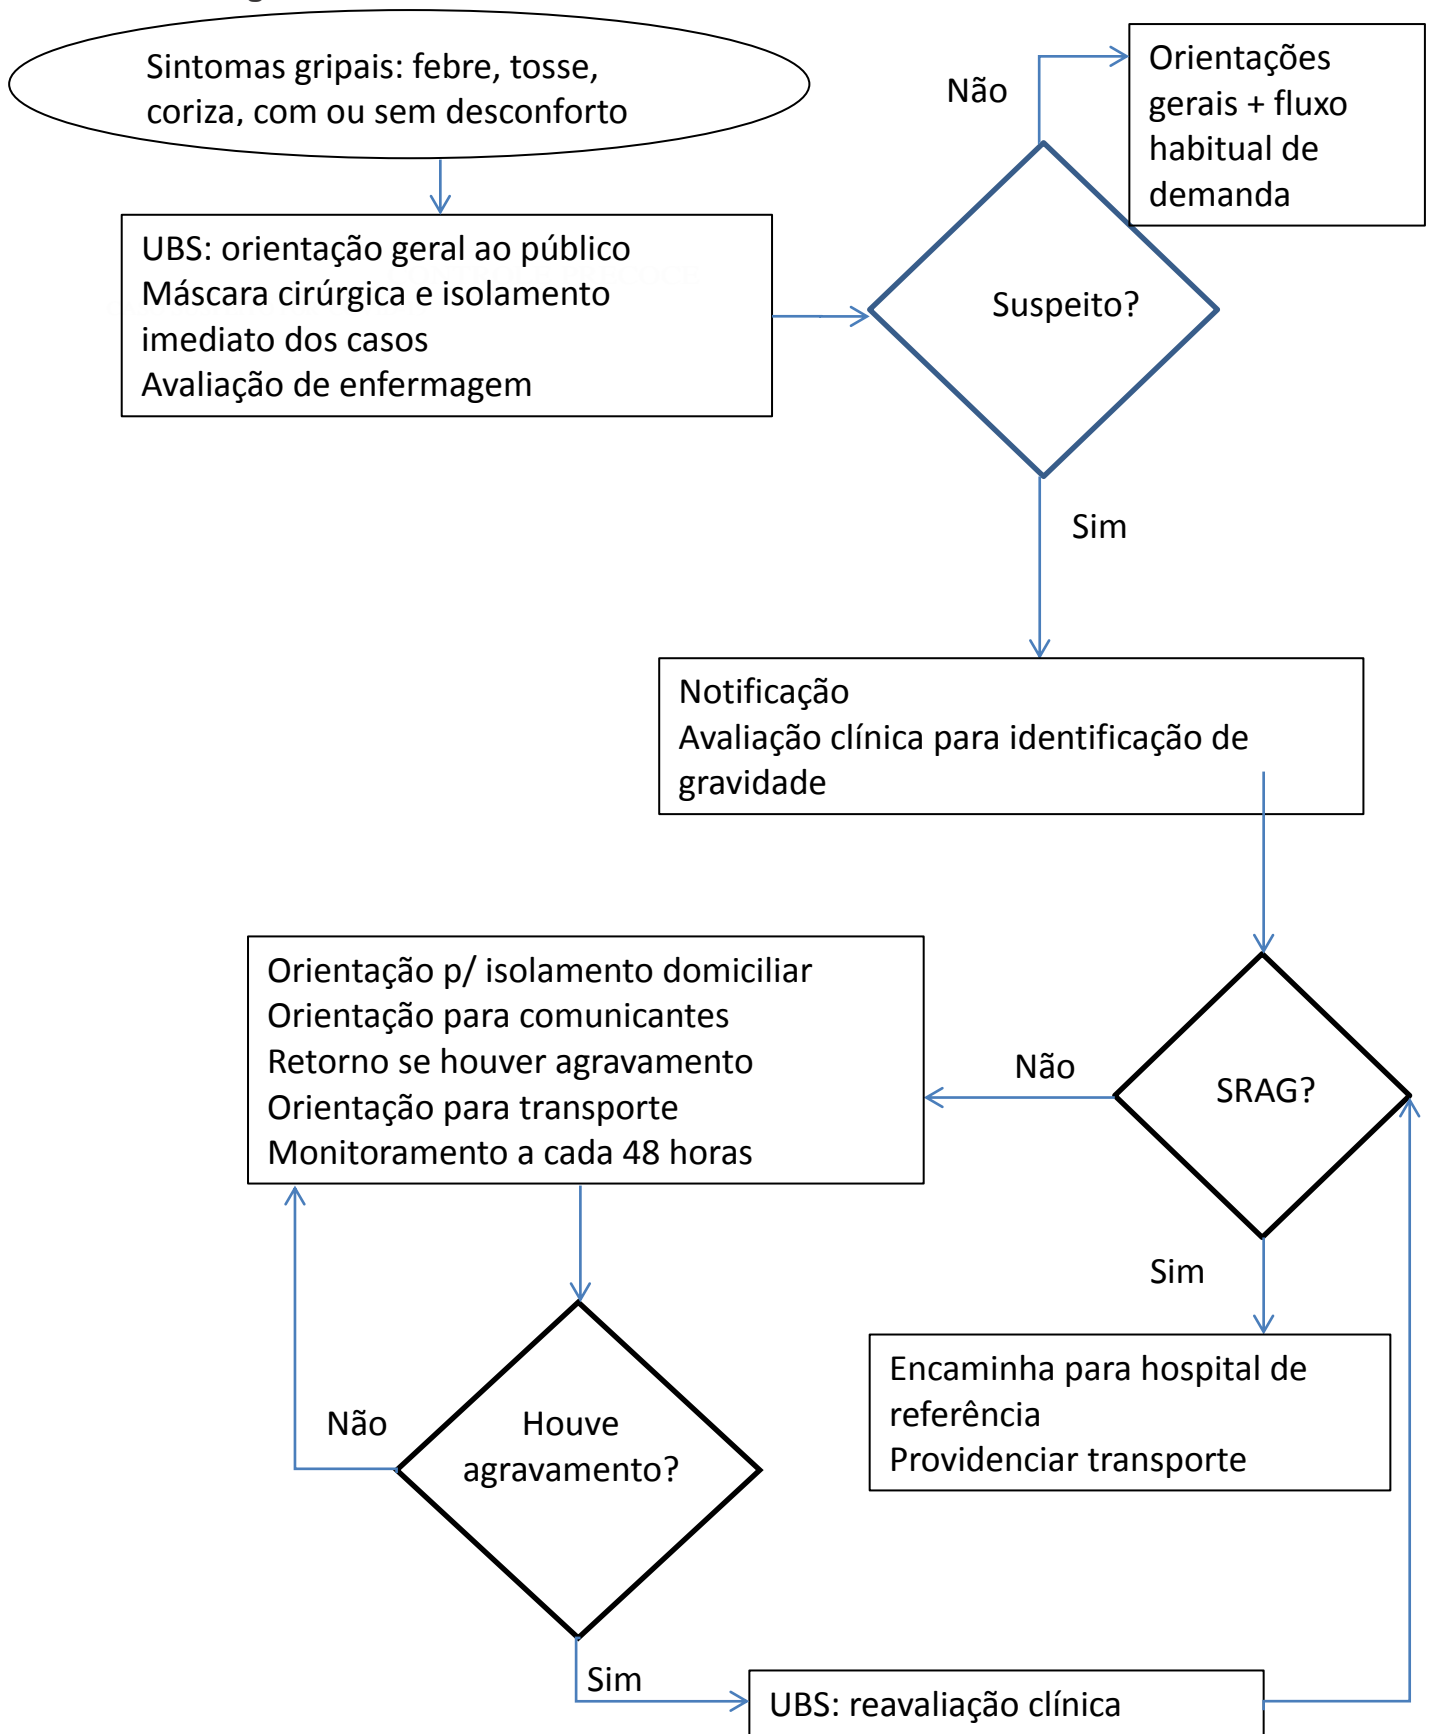 Sintomas gripais: febre, tosse,
coriza, com ou sem desconforto
UBS: orientação geral ao público
Máscara cirúrgica e isolamento
imediato dos casos
Avaliação de enfermagem
Suspeito?
Não
Orientações
gerais + fluxo
habitual de
demanda
Sim
Notificação
Avaliação clínica para identificação de
gravidade
SRAG?
Não
Orientação p/ isolamento domiciliar
Orientação para comunicantes
Retorno se houver agravamento
Orientação para transporte
Monitoramento a cada 48 horas
Sim
Encaminha para hospital de
referência
Providenciar transporte
Houve
agravamento?
Não
Sim
UBS: reavaliação clínica